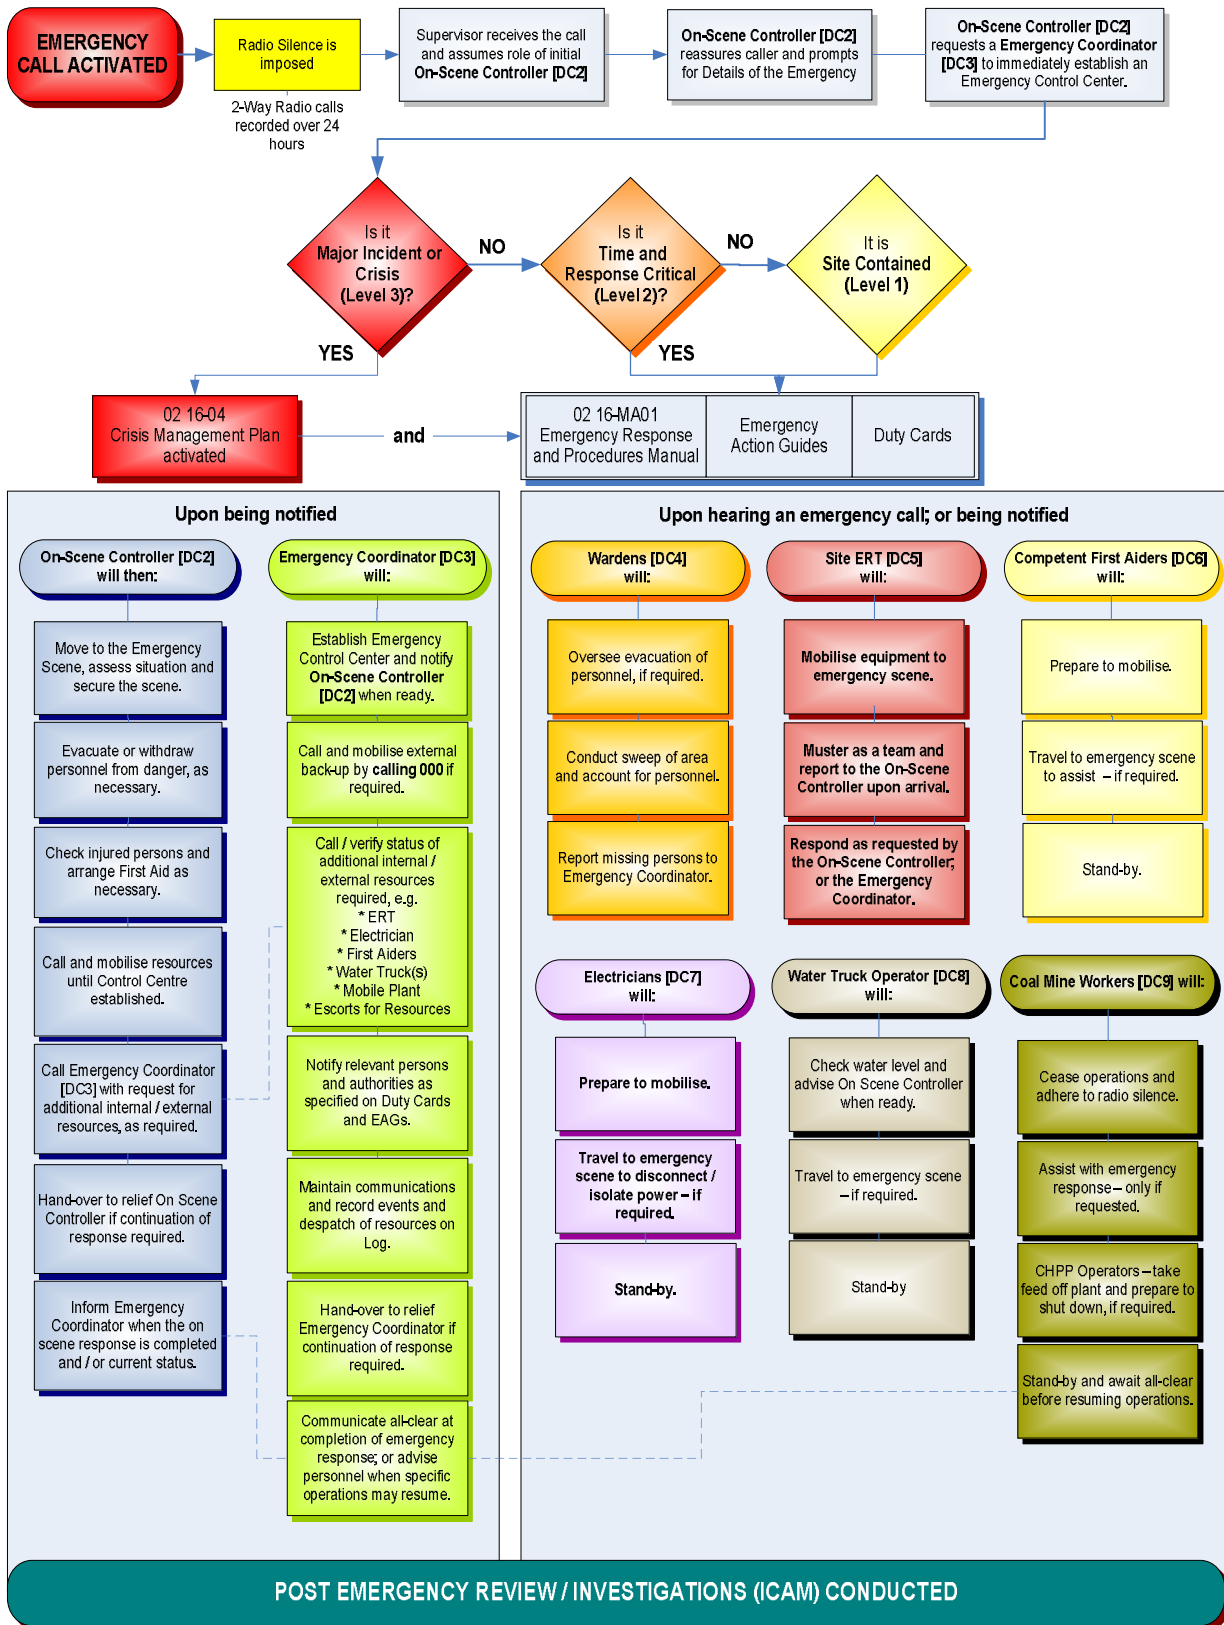 EMERGENCY
CALL ACTIVATED
Radio Silence is
imposed
2-Way Radio calls
recorded over 24
hours
Supervisor receives the call
and assumes role of initial
On-Scene Controller [DC2]
On-Scene Controller [DC2]
reassures caller and prompts
for Details of the Emergency
On-Scene Controller [DC2]
requests a Emergency Coordinator
[DC3] to immediately establish an
Emergency Control Center.
Is it
Major Incident or
Crisis
(Level 3)?
NO
Is it
Time and
Response Critical
(Level 2)?
NO
It is
Site Contained
(Level 1)
YES
YES
02 16-04
Crisis Management Plan
activated
and
02 16-MA01
Emergency Response
and Procedures Manual
Emergency
Action Guides
Duty Cards
Upon being notified
On-Scene Controller [DC2]
will then:
Move to the Emergency
Scene, assess situation and
secure the scene.
Evacuate or withdraw
personnel from danger, as
necessary.
Check injured persons and
arrange First Aid as
necessary.
Call and mobilise resources
until Control Centre
established.
Call Emergency Coordinator
[DC3] with request for
additional internal / external
resources, as required.
Hand-over to relief On Scene
Controller if continuation of
response required.
Inform Emergency
Coordinator when the on
scene response is completed
and / or current status.
Emergency Coordinator [DC3]
will:
Establish Emergency
Control Center and notify
On-Scene Controller
[DC2] when ready.
Call and mobilise external
back-up by calling 000 if
required.
Call / verify status of
additional internal /
external resources
required, e.g.
* ERT
* Electrician
* First Aiders
* Water Truck(s)
* Mobile Plant
* Escorts for Resources
Notify relevant persons
and authorities as
specified on Duty Cards
and EAGs.
Maintain communications
and record events and
despatch of resources on
Log.
Hand-over to relief
Emergency Coordinator if
continuation of response
required.
Communicate all-clear at
completion of emergency
response; or advise
personnel when specific
operations may resume.
Upon hearing an emergency call; or being notified
Wardens [DC4]
will:
Oversee evacuation of
personnel, if required.
Conduct sweep of area
and account for personnel.
Report missing persons to
Emergency Coordinator.
Site ERT [DC5]
will:
Mobilise equipment to
emergency scene.
Muster as a team and
report to the On-Scene
Controller upon arrival.
Respond as requested by
the On-Scene Controller;
or the Emergency
Coordinator.
Competent First Aiders [DC6]
will:
Prepare to mobilise.
Travel to emergency scene
to assist – if required.
Stand-by.
Electricians [DC7]
will:
Prepare to mobilise.
Travel to emergency
scene to disconnect /
isolate power – if
required.
Stand-by.
Water Truck Operator [DC8]
will:
Check water level and
advise On Scene Controller
when ready.
Travel to emergency scene
– if required.
Stand-by
Coal Mine Workers [DC9] will:
Cease operations and
adhere to radio silence.
Assist with emergency
response – only if
requested.
CHPP Operators – take
feed off plant and prepare to
shut down, if required.
Stand-by and await all-clear
before resuming operations.
POST EMERGENCY REVIEW / INVESTIGATIONS (ICAM) CONDUCTED